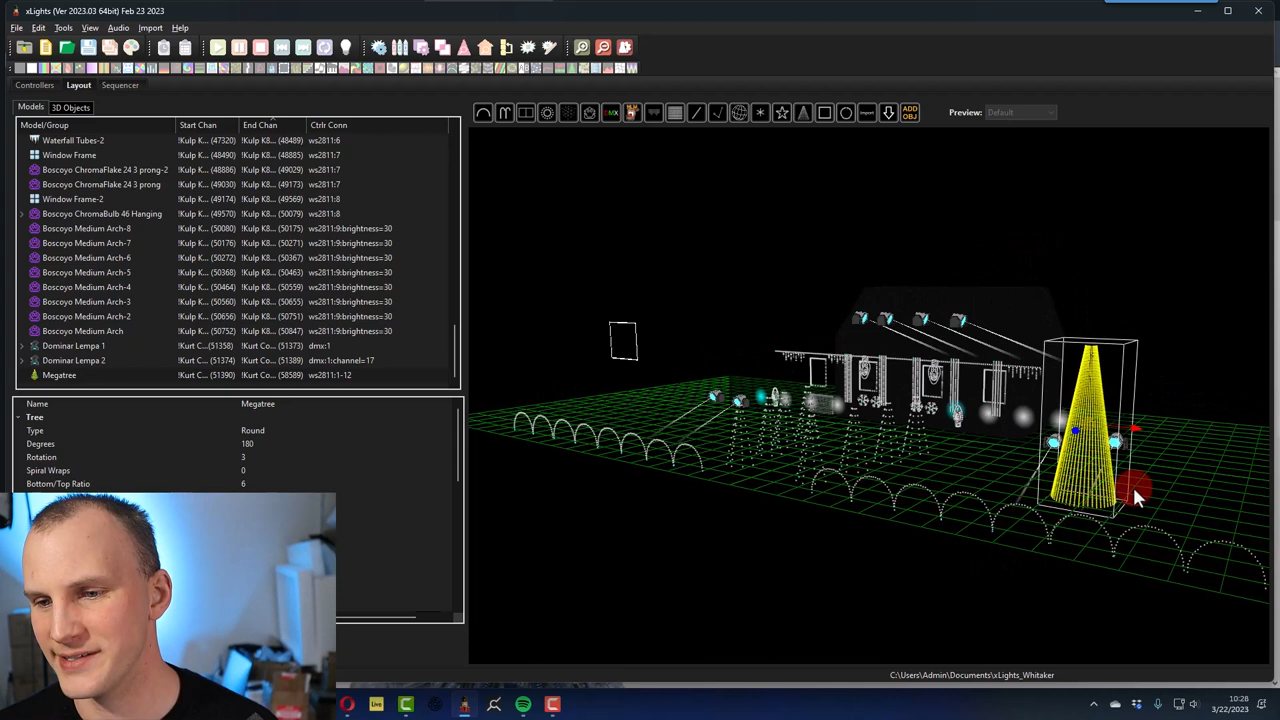 xLights (Ver 2023.03 64bit) Feb 23 2023
File Edit Tools View Audio Import Help
Controllers Layout Sequencer
Models 3D Objects
DMX Import ADD OBJ Preview: Default
Model/Group Start Chan End Chan Ctrlr Conn
Waterfall Tubes-2 !Kulp K... (47320) !Kulp K8... (48489) ws2811:6
Window Frame !Kulp K... (48490) !Kulp K8... (48885) ws2811:7
Boscoyo ChromaFlake 24 3 prong-2 !Kulp K... (48886) !Kulp K8... (49029) ws2811:7
Boscoyo ChromaFlake 24 3 prong !Kulp K... (49030) !Kulp K8... (49173) ws2811:7
Window Frame-2 !Kulp K... (49174) !Kulp K8... (49569) ws2811:8
Boscoyo ChromaBulb 46 Hanging !Kulp K... (49570) !Kulp K8... (50079) ws2811:8
Boscoyo Medium Arch-8 !Kulp K... (50080) !Kulp K8... (50175) ws2811:9:brightness=30
Boscoyo Medium Arch-7 !Kulp K... (50176) !Kulp K8... (50271) ws2811:9:brightness=30
Boscoyo Medium Arch-6 !Kulp K... (50272) !Kulp K8... (50367) ws2811:9:brightness=30
Boscoyo Medium Arch-5 !Kulp K... (50368) !Kulp K8... (50463) ws2811:9:brightness=30
Boscoyo Medium Arch-4 !Kulp K... (50464) !Kulp K8... (50559) ws2811:9:brightness=30
Boscoyo Medium Arch-3 !Kulp K... (50560) !Kulp K8... (50655) ws2811:9:brightness=30
Boscoyo Medium Arch-2 !Kulp K... (50656) !Kulp K8... (50751) ws2811:9:brightness=30
Boscoyo Medium Arch !Kulp K... (50752) !Kulp K8... (50847) ws2811:9:brightness=30
Dominar Lempa 1 !Kurt C... (51358) !Kurt Co... (51373) dmx:1
Dominar Lempa 2 !Kurt C... (51374) !Kurt Co... (51389) dmx:1:channel=17
Megatree !Kurt C... (51390) !Kurt Co... (58589) ws2811:1-12
Name Megatree
Tree
Type Round
Degrees 180
Rotation 3
Spiral Wraps 0
Bottom/Top Ratio 6
C:\Users\Admin\Documents\xLights_Whitaker
Live
10:28
3/22/2023